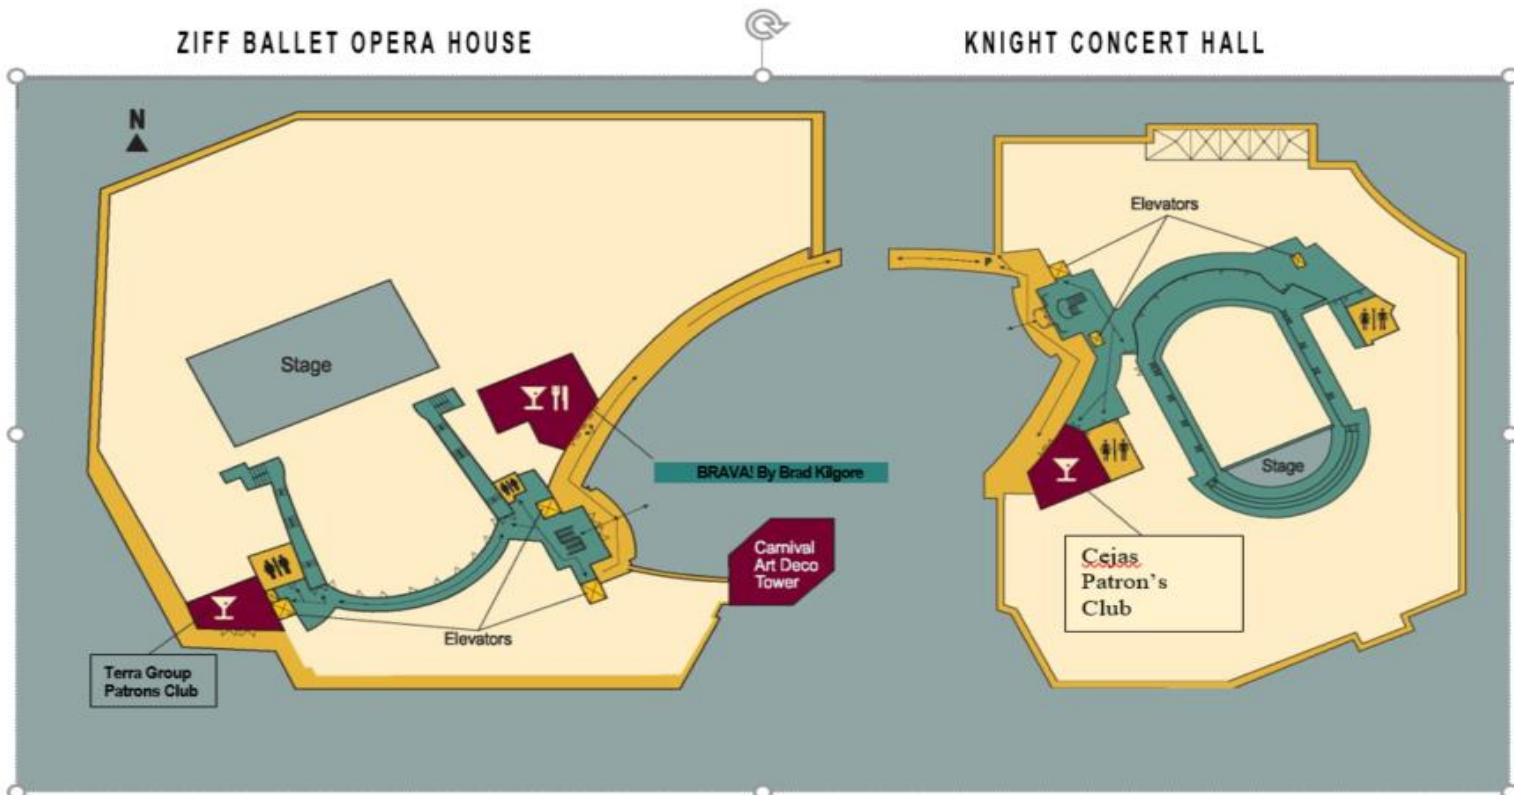 ZIFF BALLET OPERA HOUSE
KNIGHT CONCERT HALL
N
Elevators
P
Stage
BRAVA! By Brad Kilgore
Stage
Carnival
Art Deco
Tower
Cejas
Patron's
Club
Elevators
Terra Group
Patrons Club